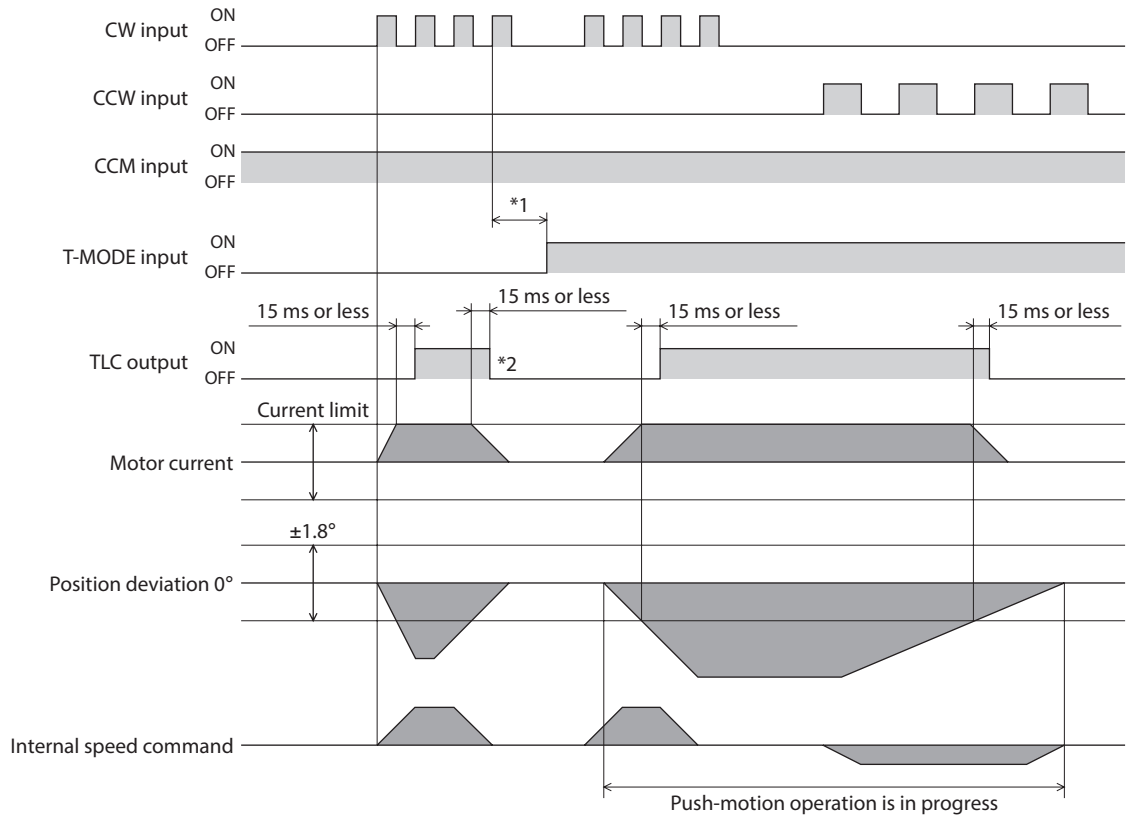 CW input
ON
OFF
CCW input
ON
OFF
CCM input
ON
OFF
*1
T-MODE input
ON
OFF
15 ms or less
15 ms or less
15 ms or less
15 ms or less
TLC output
ON
OFF
*2
Current limit
Motor current
±1.8°
Position deviation 0°
Internal speed command
Push-motion operation is in progress